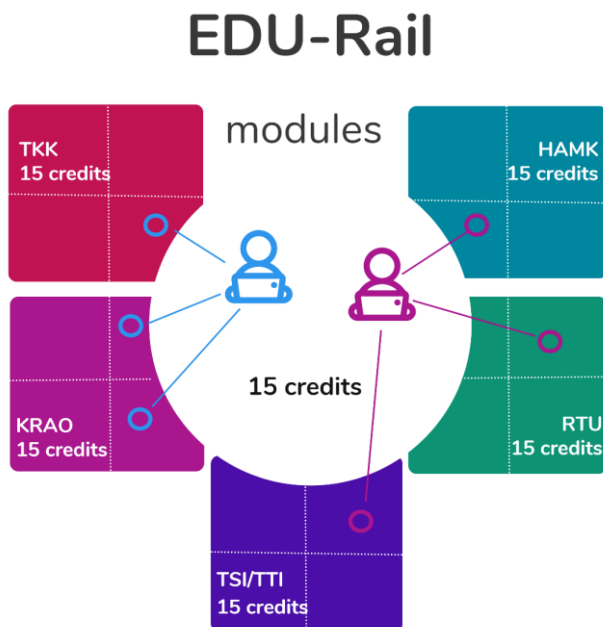 EDU-Rail
modules
TKK
15 credits
HAMK
15 credits
15 credits
KRAO
15 credits
RTU
15 credits
TSI/TTI
15 credits